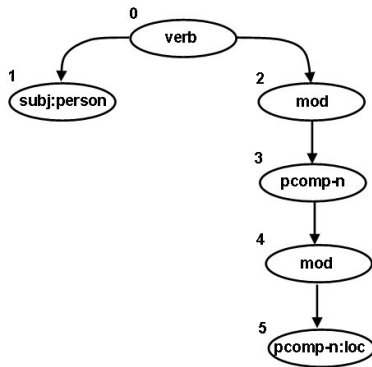 0
verb
1
subj:person
2
mod
3
pcomp-n
4
mod
5
pcomp-n:loc